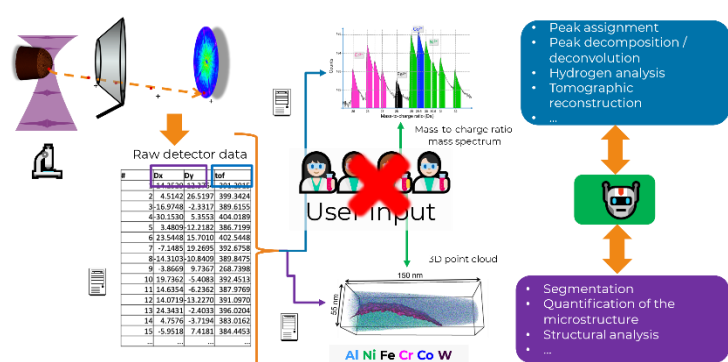 Raw detector data
# Dx Dy tof
2 4.5142 26.5197 399.3424
3 -16.9748 -2.3317 389.6155
4 -30.1530 5.3553 404.0189
5 3.4809 -12.2182 386.7199
6 23.5448 15.7010 402.5448
7 -7.1485 19.2695 392.6758
8 -14.3103 -10.8409 389.8475
9 -3.8669 9.7367 268.7398
10 19.7362 -5.4083 392.4513
11 14.6354 -6.2362 387.9769
12 14.0719 -13.2270 391.0970
13 24.3431 -2.4033 396.0204
14 4.7576 -3.7194 383.0162
15 -5.9518 7.4181 384.4453
... ... ... ...
Counts
Mass-to-charge ratio (Da)
Mass-to-charge ratio
mass spectrum
User input
3D point cloud
160 nm
55 nm
Al Ni Fe Cr Co W
• Peak assignment
• Peak decomposition /
deconvolution
• Hydrogen analysis
• Tomographic
reconstruction
• ...
• Segmentation
• Quantification of the
microstructure
• Structural analysis
• ...